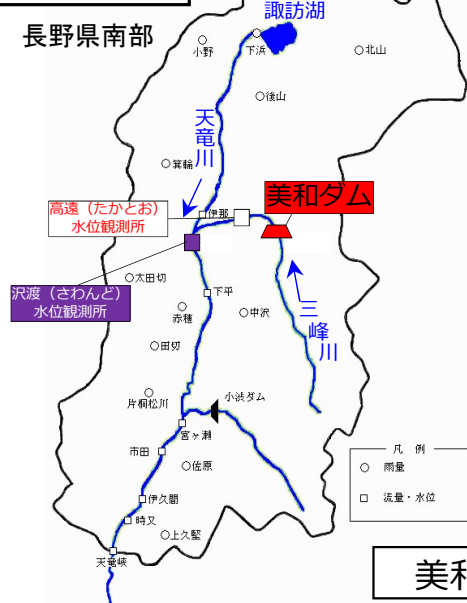 長野県南部
諏訪湖
小野
下浜
北山
後山
天竜川
箕輪
高遠（たかとお）
水位観測所
伊那
美和ダム
沢渡（さわんど）
水位観測所
太田切
下平
赤穂
中沢
三峰川
田切
片桐松川
小渋ダム
宮ヶ瀬
市田
佐原
伊久間
時又
上久堅
天竜峡
凡 例
雨量
流量・水位
美和